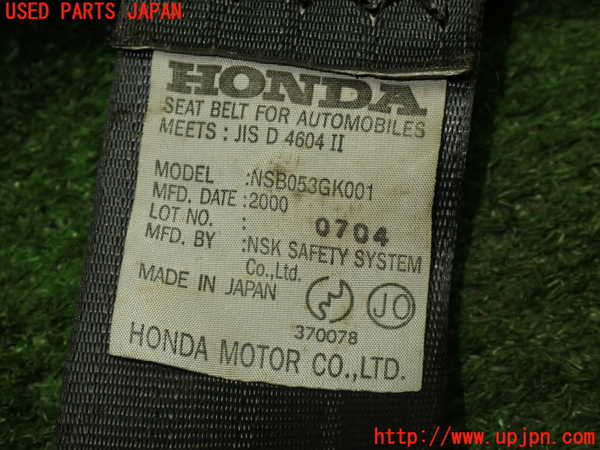 USED PARTS JAPAN
HONDA
SEAT BELT FOR AUTOMOBILES
MEETS : JIS D 4604 II
MODEL :NSB053GK001
MFD. DATE :2000
LOT NO. : 0704
MFD. BY :NSK SAFETY SYSTEM
Co.,Ltd.
MADE IN JAPAN
JO
370078
HONDA MOTOR CO.,LTD.
http://www.upjpn.com/